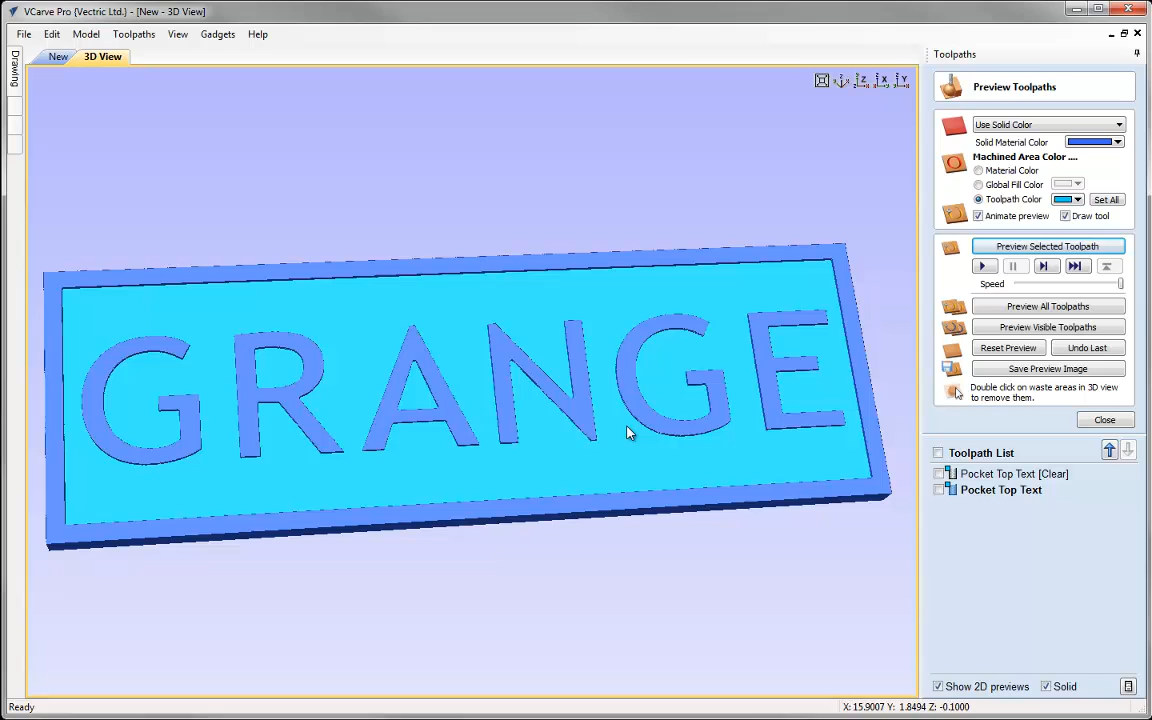 VCarve Pro {Vectric Ltd.} - [New - 3D View]
File Edit Model Toolpaths View Gadgets Help
Drawing
New 3D View
Z X Y
GRANGE
Toolpaths
Preview Toolpaths
Use Solid Color
Solid Material Color
Machined Area Color ....
Material Color
Global Fill Color
Toolpath Color Set All
Animate preview Draw tool
Preview Selected Toolpath
Speed
Preview All Toolpaths
Preview Visible Toolpaths
Reset Preview Undo Last
Save Preview Image
Double click on waste areas in 3D view
to remove them.
Close
Toolpath List
Pocket Top Text [Clear]
Pocket Top Text
Show 2D previews Solid
Ready
X: 15.9007 Y: 1.8494 Z: -0.1000